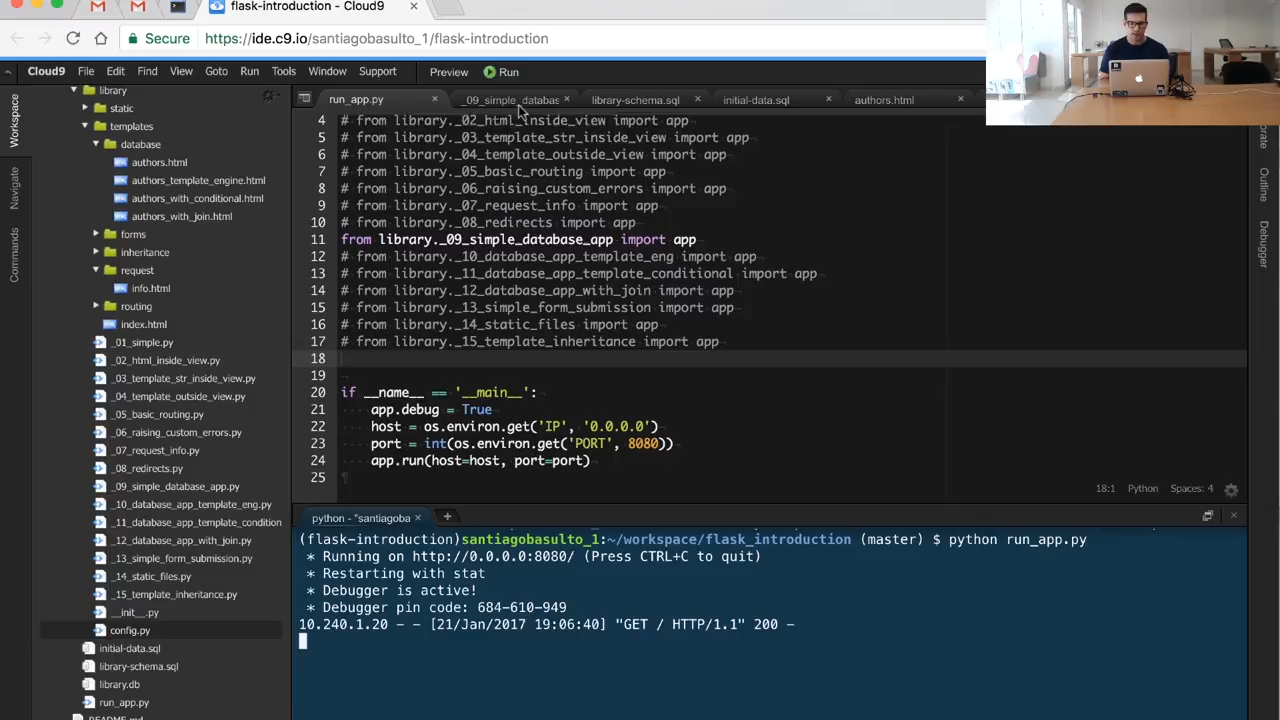 flask-introduction - Cloud9 ×
Secure https://ide.c9.io/santiagobasulto_1/flask-introduction
Cloud9 File Edit Find View Goto Run Tools Window Support Preview Run
Workspace
Navigate
Commands
library
static
templates
database
authors.html
authors_template_engine.html
authors_with_conditional.html
authors_with_join.html
forms
inheritance
request
info.html
routing
index.html
_01_simple.py
_02_html_inside_view.py
_03_template_str_inside_view.py
_04_template_outside_view.py
_05_basic_routing.py
_06_raising_custom_errors.py
_07_request_info.py
_08_redirects.py
_09_simple_database_app.py
_10_database_app_template_eng.py
_11_database_app_template_condition
_12_database_app_with_join.py
_13_simple_form_submission.py
_14_static_files.py
_15_template_inheritance.py
__init__.py
config.py
initial-data.sql
library-schema.sql
library.db
run_app.py
README.md
run_app.py × _09_simple_databas × library-schema.sql × initial-data.sql × authors.html ×
4 # from library._02_html_inside_view import app
5 # from library._03_template_str_inside_view import app
6 # from library._04_template_outside_view import app
7 # from library._05_basic_routing import app
8 # from library._06_raising_custom_errors import app
9 # from library._07_request_info import app
10 # from library._08_redirects import app
11 from library._09_simple_database_app import app
12 # from library._10_database_app_template_eng import app
13 # from library._11_database_app_template_conditional import app
14 # from library._12_database_app_with_join import app
15 # from library._13_simple_form_submission import app
16 # from library._14_static_files import app
17 # from library._15_template_inheritance import app
18
19
20 if __name__ == '__main__':
21 app.debug = True
22 host = os.environ.get('IP', '0.0.0.0')
23 port = int(os.environ.get('PORT', 8080))
24 app.run(host=host, port=port)
25
18:1 Python Spaces: 4
python - "santiagoba × +
(flask-introduction)santiagobasulto_1:~/workspace/flask_introduction (master) $ python run_app.py
* Running on http://0.0.0.0:8080/ (Press CTRL+C to quit)
* Restarting with stat
* Debugger is active!
* Debugger pin code: 684-610-949
10.240.1.20 - - [21/Jan/2017 19:06:40] "GET / HTTP/1.1" 200 -
Outline
Debugger